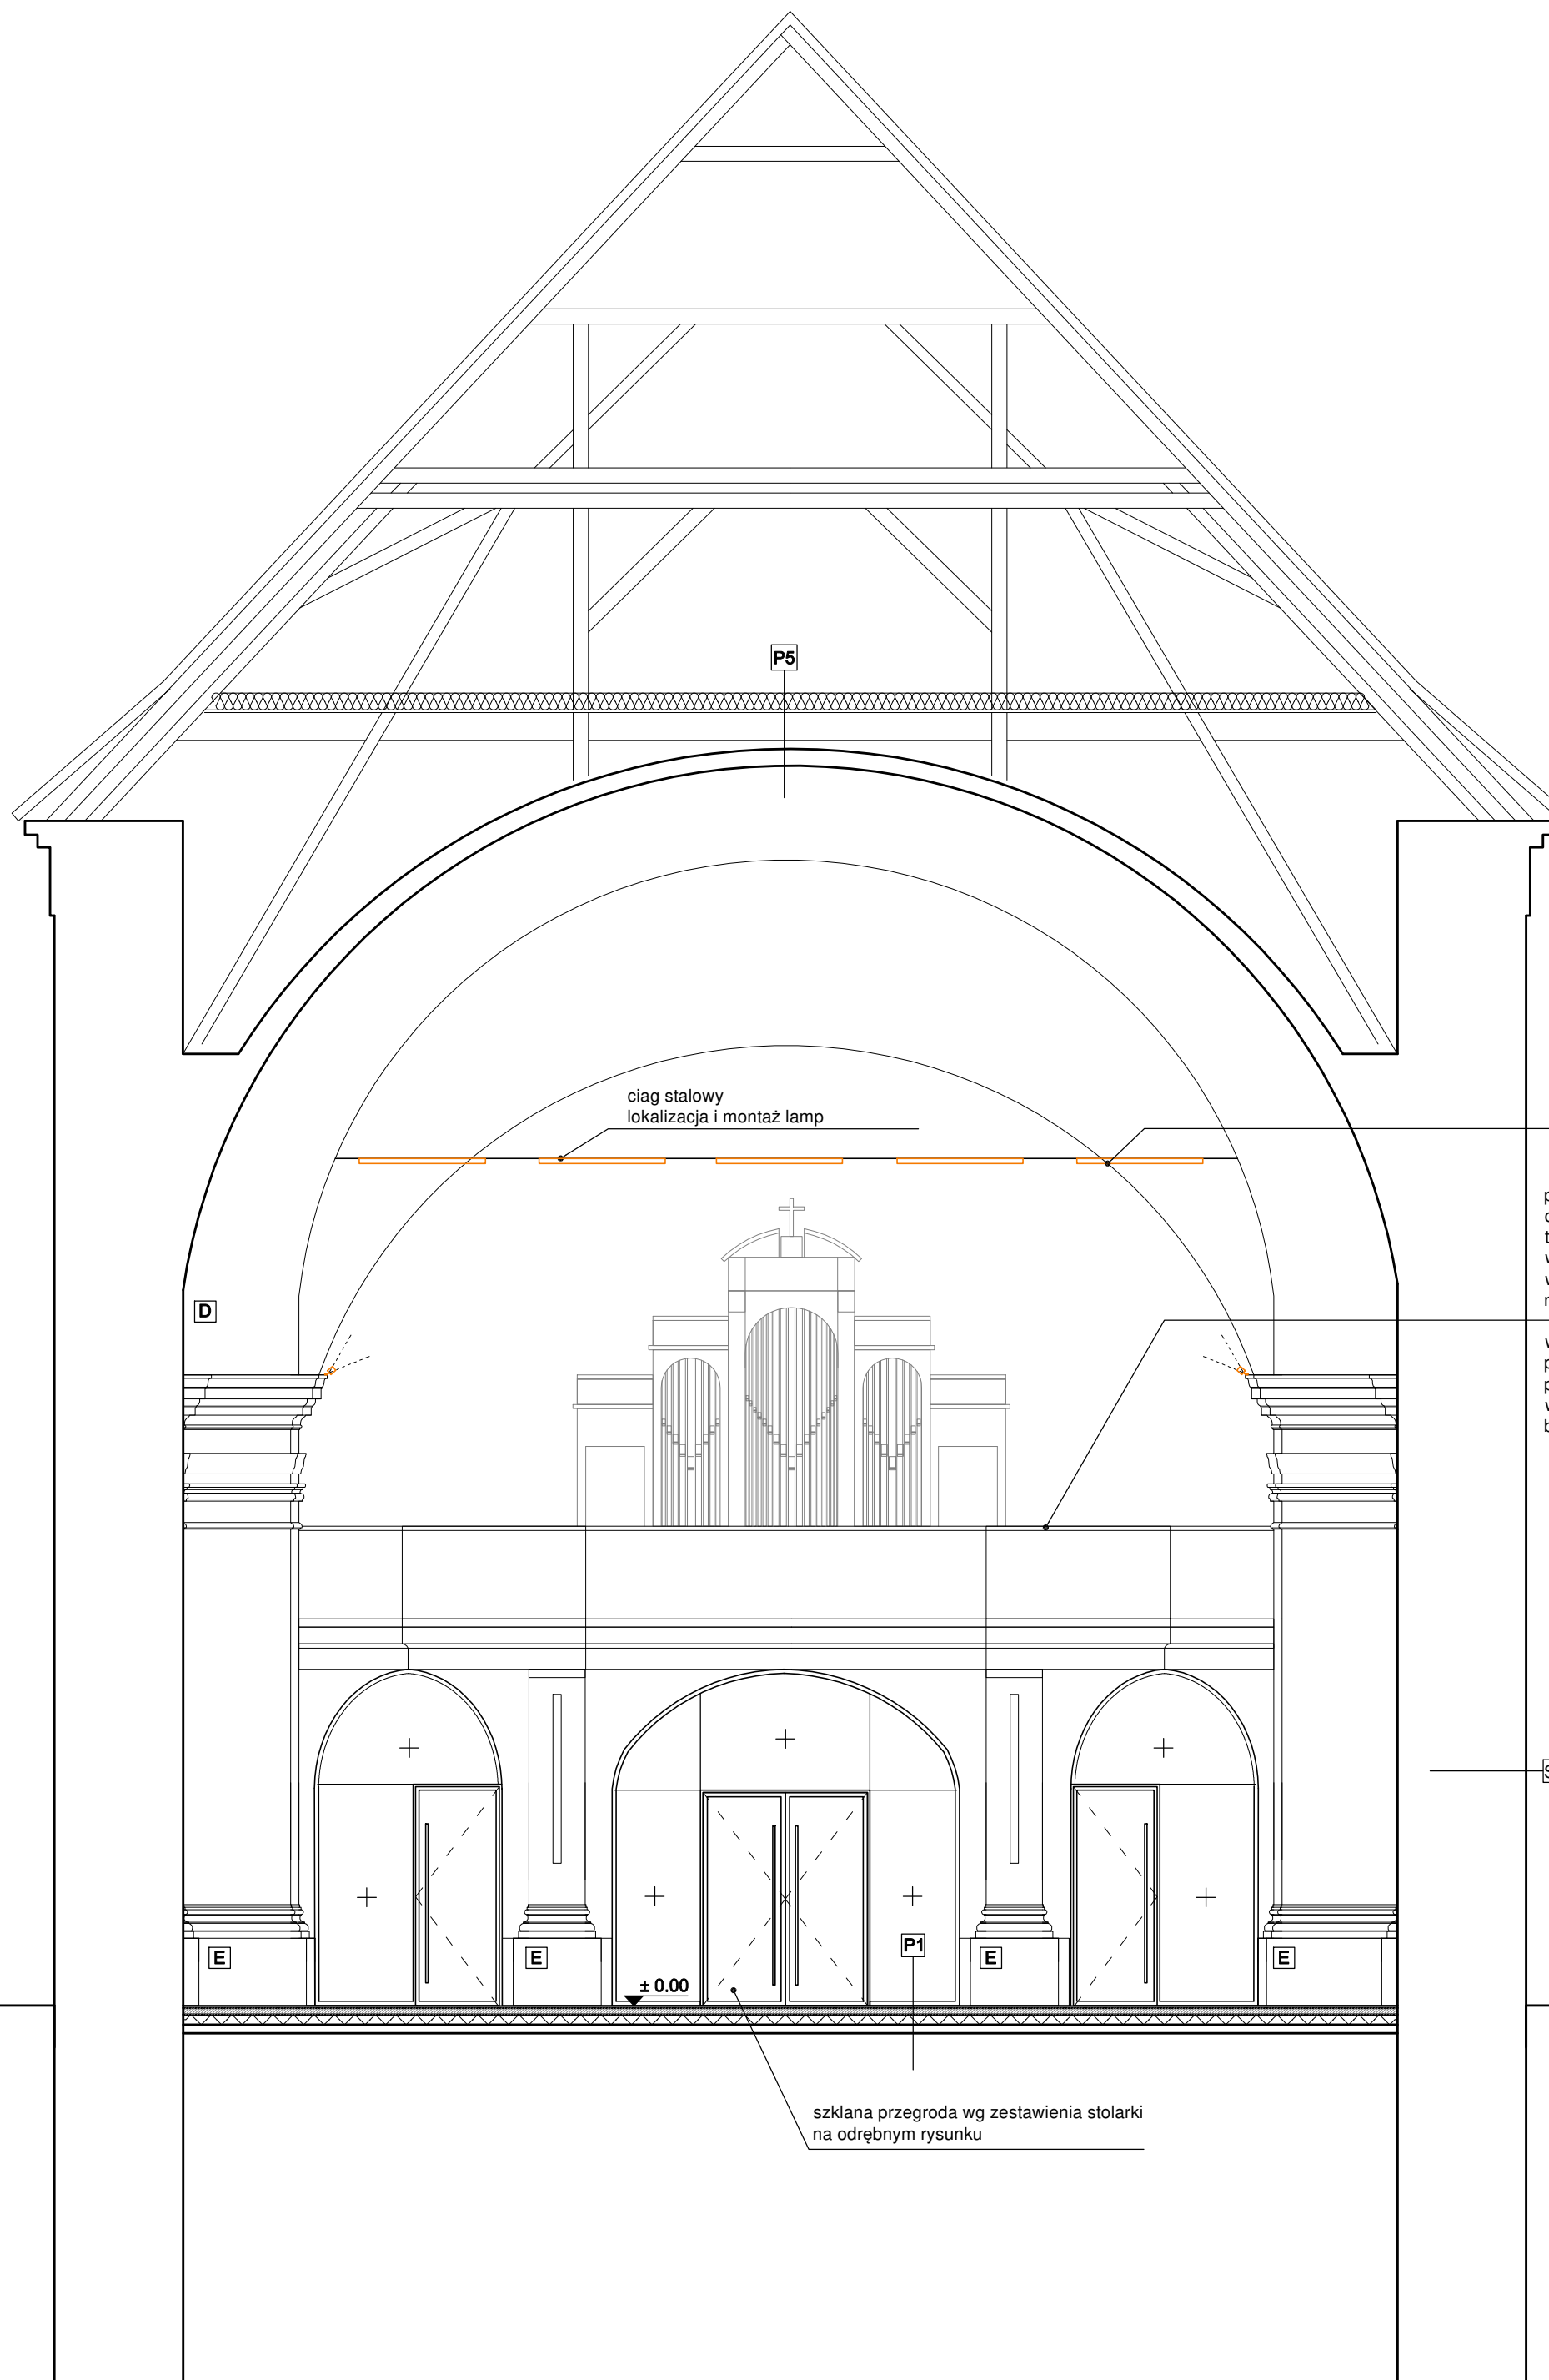 P5
ciag stalowy
lokalizacja i montaż lamp
D
E
E
P1
E
E
± 0.00
szklana przegroda wg zestawienia stolarki
na odrębnym rysunku